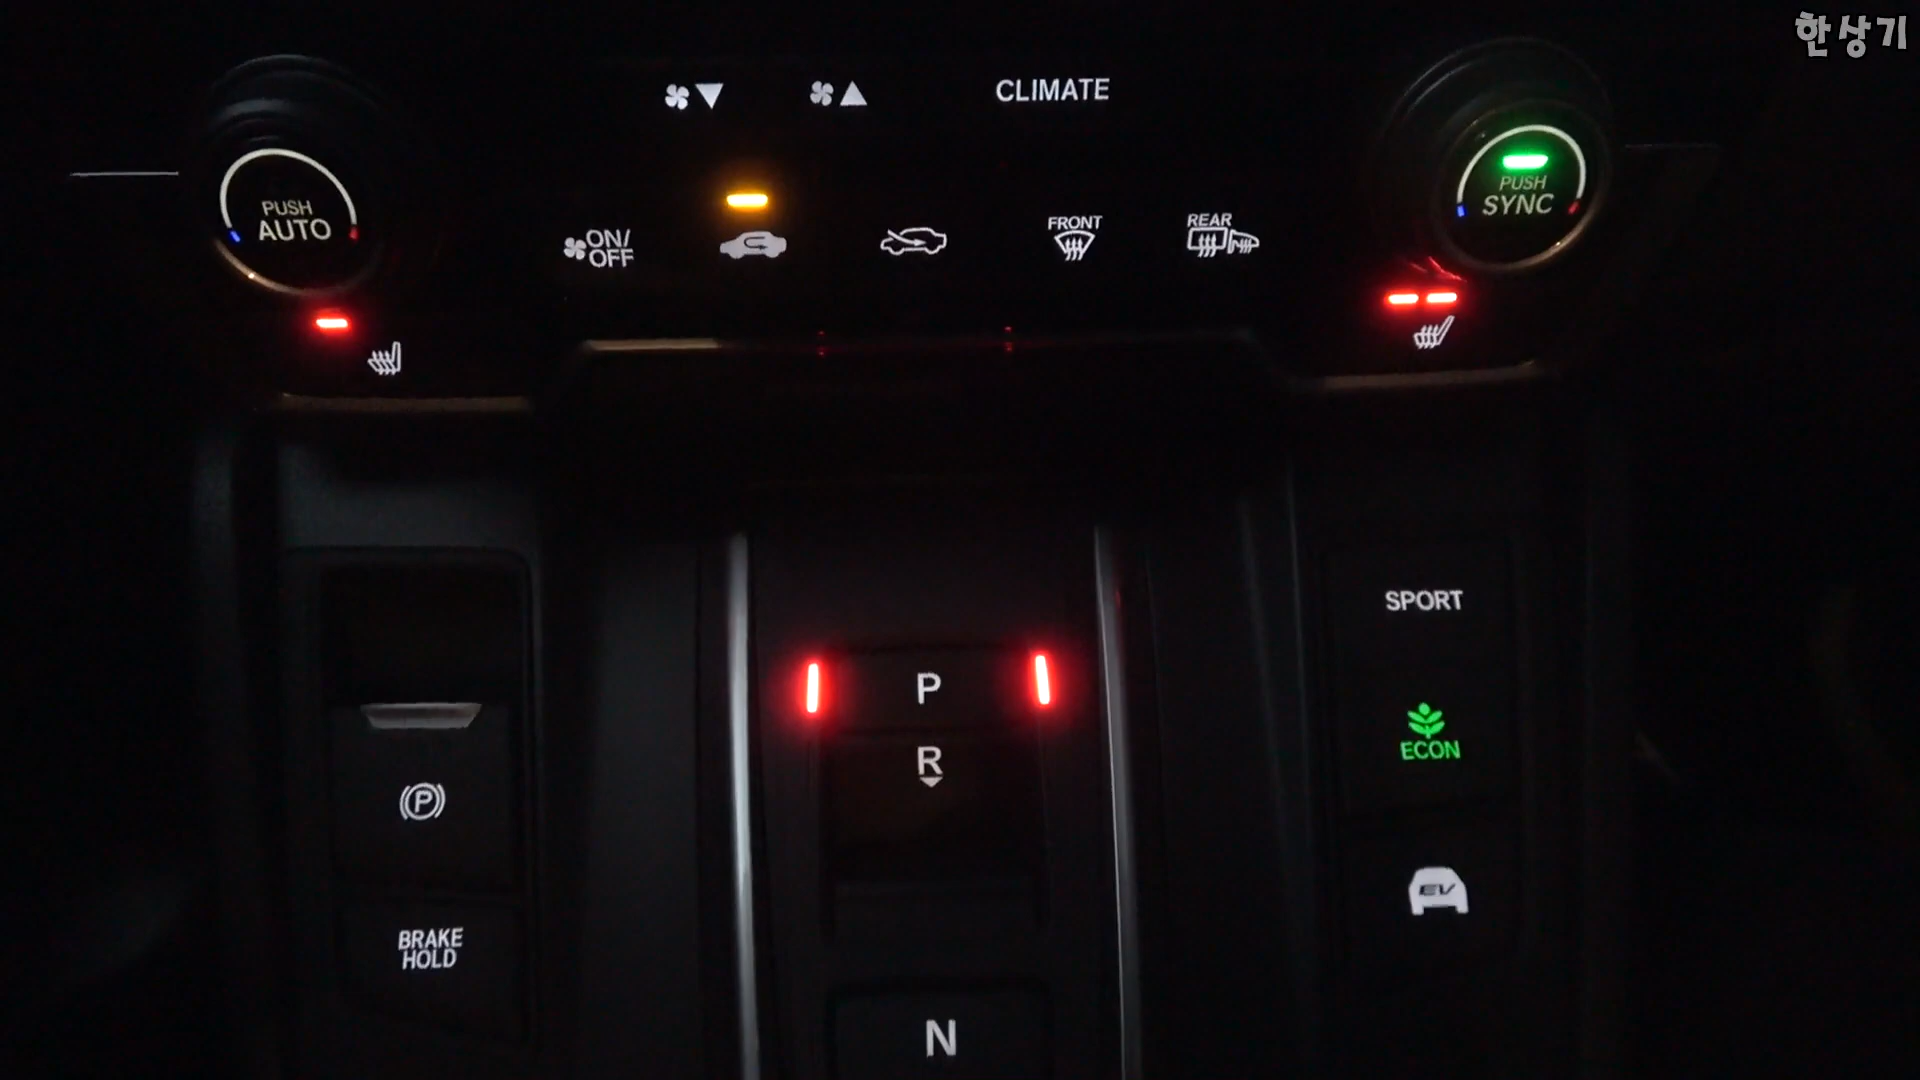 한상기
CLIMATE
PUSH
AUTO
PUSH
SYNC
ON/
OFF
FRONT
REAR
P
R
N
P
BRAKE
HOLD
SPORT
ECON
EV